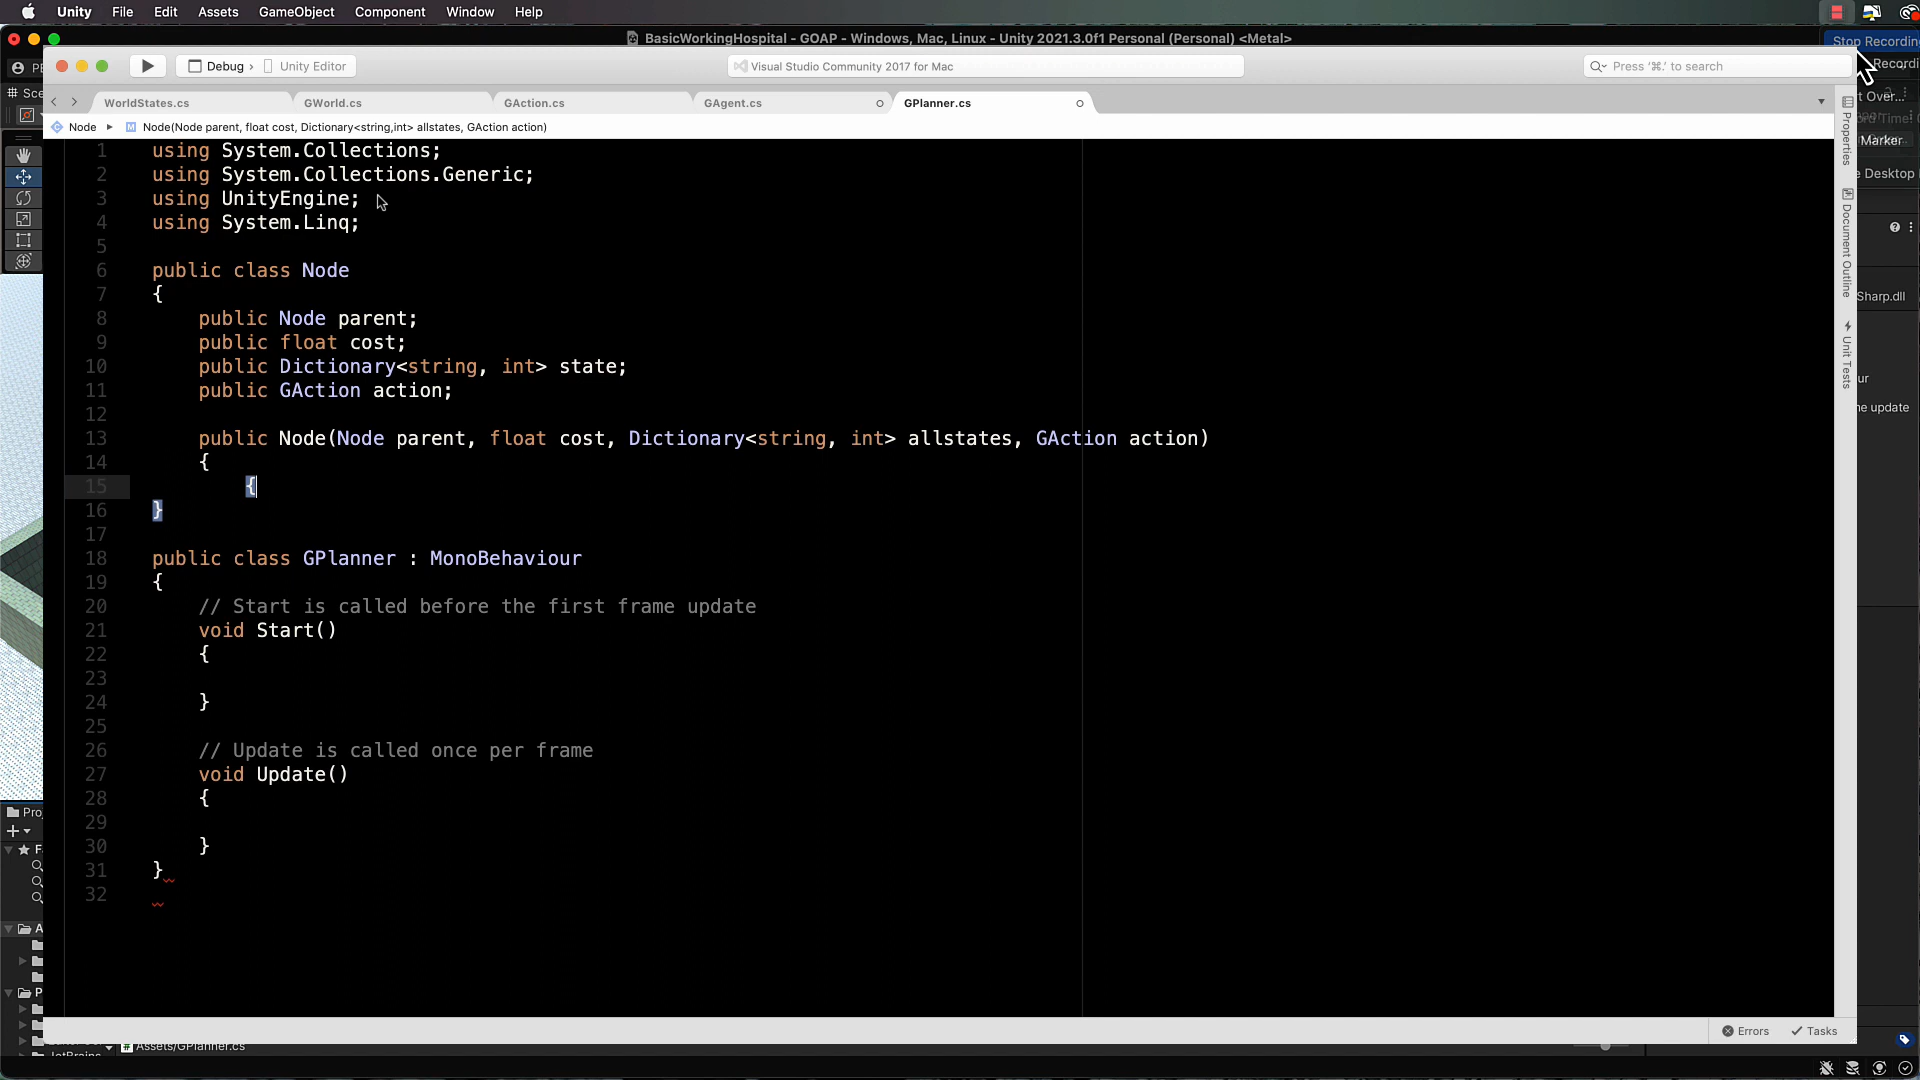 Unity File Edit Assets GameObject Component Window Help
BasicWorkingHospital - GOAP - Windows, Mac, Linux - Unity 2021.3.0f1 Personal (Personal) <Metal>
Stop Recording
Debug › Unity Editor
Visual Studio Community 2017 for Mac
Press '⌘.' to search
WorldStates.cs GWorld.cs GAction.cs GAgent.cs GPlanner.cs
Node ▸ Node(Node parent, float cost, Dictionary<string,int> allstates, GAction action)
1 using System.Collections;
2 using System.Collections.Generic;
3 using UnityEngine;
4 using System.Linq;
5
6 public class Node
7 {
8 public Node parent;
9 public float cost;
10 public Dictionary<string, int> state;
11 public GAction action;
12
13 public Node(Node parent, float cost, Dictionary<string, int> allstates, GAction action)
14 {
15 {
16 }
17
18 public class GPlanner : MonoBehaviour
19 {
20 // Start is called before the first frame update
21 void Start()
22 {
23
24 }
25
26 // Update is called once per frame
27 void Update()
28 {
29
30 }
31 }
32
Properties
Document Outline
Unit Tests
Marker
Desktop
Sharp.dll
update
Errors Tasks
Assets/GPlanner.cs
JetBrains